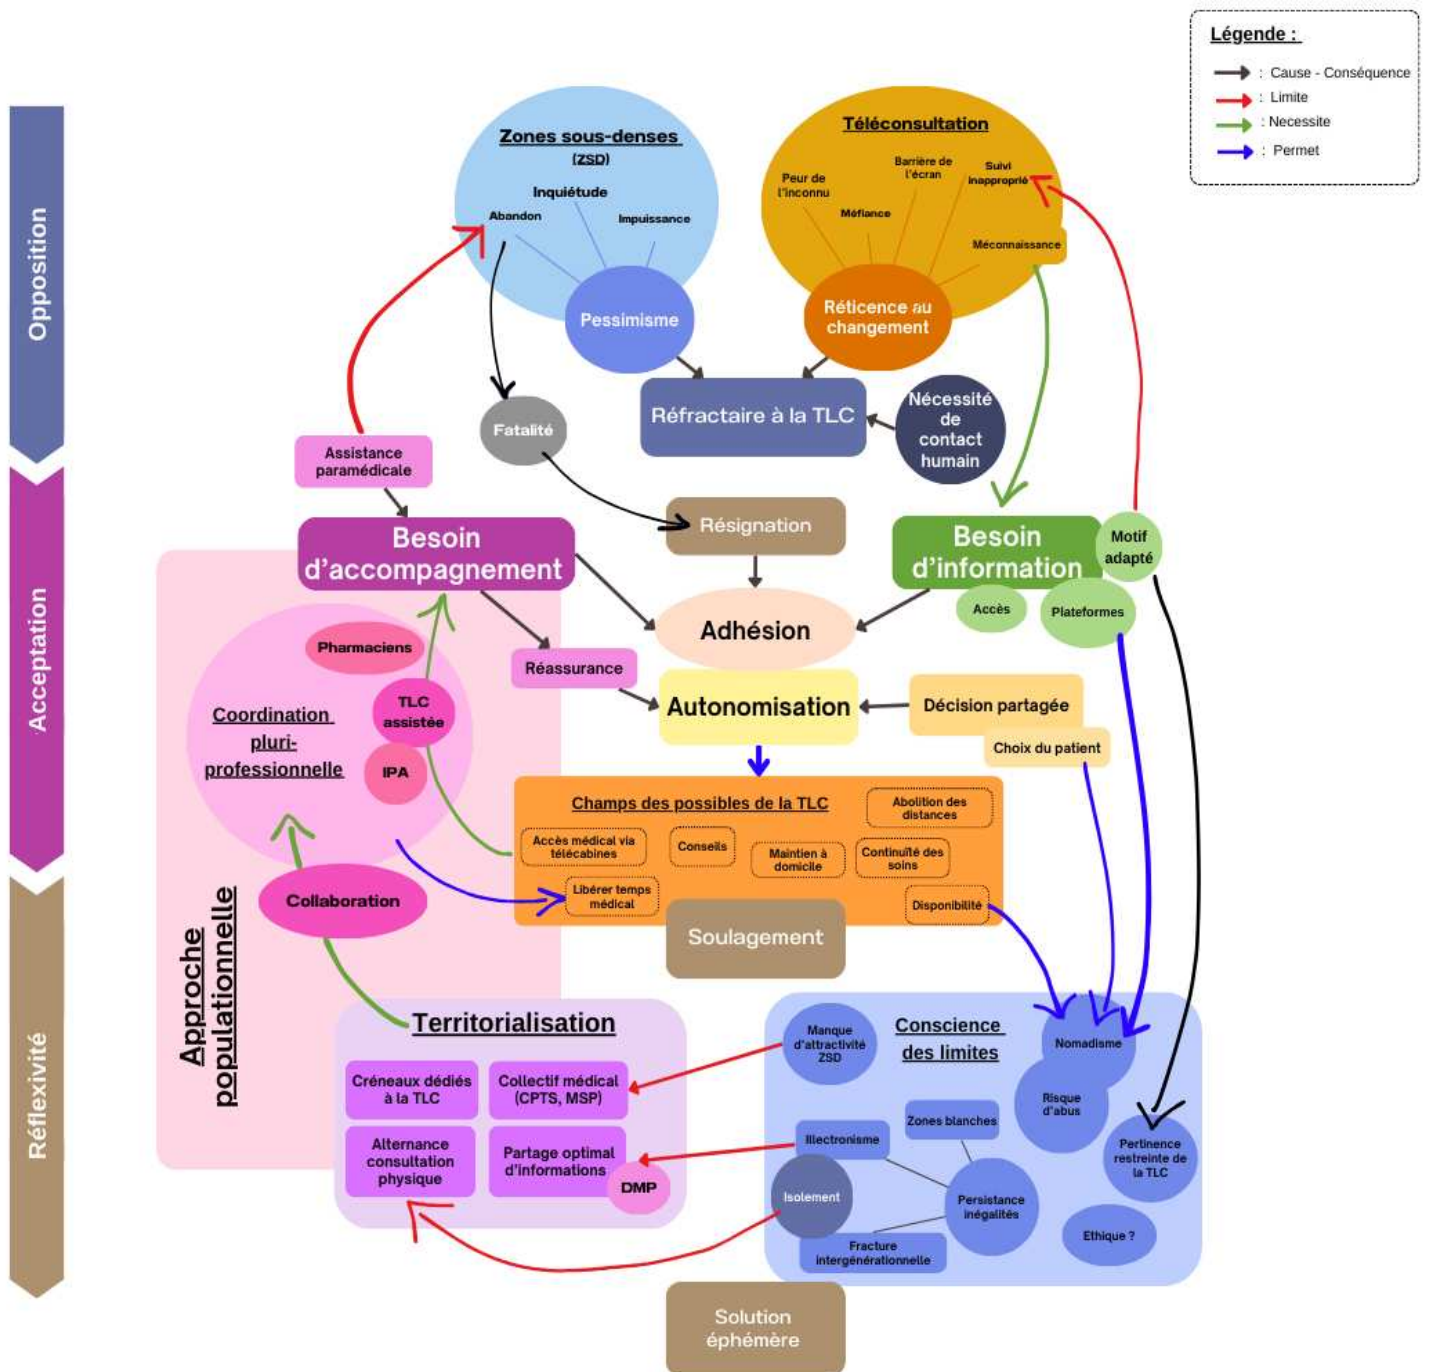 Légende :
: Cause - Conséquence
: Limite
: Necessite
: Permet
Opposition
Acceptation
Réflexivité
Zones sous-denses
(ZSD)
Inquiétude
Abandon
Impuissance
Pessimisme
Téléconsultation
Peur de
l'inconnu
Méfiance
Barrière de
l'écran
Suivi
inapproprié
Méconnaissance
Réticence au
changement
Réfractaire à la TLC
Nécessité
de
contact
humain
Fatalité
Assistance
paramédicale
Résignation
Besoin
d'accompagnement
Besoin
d'information
Motif
adapté
Accès
Plateformes
Adhésion
Réassurance
Autonomisation
Décision partagée
Choix du patient
Pharmaciens
TLC
assistée
IPA
Coordination
pluri-
professionnelle
Collaboration
Approche
populationnelle
Champs des possibles de la TLC
Abolition des
distances
Accès médical via
télécabines
Conseils
Maintien à
domicile
Continuïté des
soins
Libérer temps
médical
Disponibilité
Soulagement
Territorialisation
Créneaux dédiés
à la TLC
Collectif médical
(CPTS, MSP)
Alternance
consultation
physique
Partage optimal
d'informations
DMP
Conscience
des limites
Manque
d'attractivité
ZSD
Nomadisme
Risque
d'abus
Zones blanches
Illectronisme
Isolement
Persistance
inégalités
Fracture
intergénérationnelle
Pertinence
restreinte de
la TLC
Ethique ?
Solution
éphémère